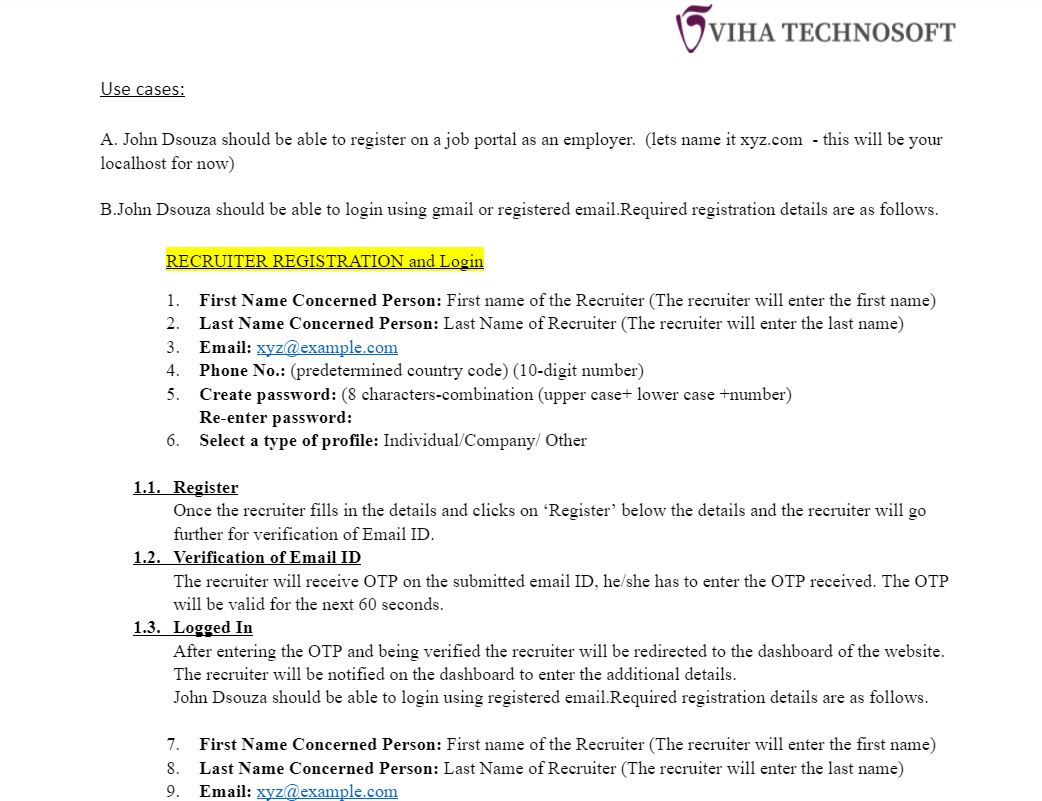 VIHA TECHNOSOFT
Use cases:
A. John Dsouza should be able to register on a job portal as an employer.  (lets name it xyz.com  - this will be your
localhost for now)
B.John Dsouza should be able to login using gmail or registered email.Required registration details are as follows.
RECRUITER REGISTRATION and Login
1. First Name Concerned Person: First name of the Recruiter (The recruiter will enter the first name)
2. Last Name Concerned Person: Last Name of Recruiter (The recruiter will enter the last name)
3. Email: xyz@example.com
4. Phone No.: (predetermined country code) (10-digit number)
5. Create password: (8 characters-combination (upper case+ lower case +number)
Re-enter password:
6. Select a type of profile: Individual/Company/ Other
1.1. Register
Once the recruiter fills in the details and clicks on ‘Register’ below the details and the recruiter will go
further for verification of Email ID.
1.2. Verification of Email ID
The recruiter will receive OTP on the submitted email ID, he/she has to enter the OTP received. The OTP
will be valid for the next 60 seconds.
1.3. Logged In
After entering the OTP and being verified the recruiter will be redirected to the dashboard of the website.
The recruiter will be notified on the dashboard to enter the additional details.
John Dsouza should be able to login using registered email.Required registration details are as follows.
7. First Name Concerned Person: First name of the Recruiter (The recruiter will enter the first name)
8. Last Name Concerned Person: Last Name of Recruiter (The recruiter will enter the last name)
9. Email: xyz@example.com